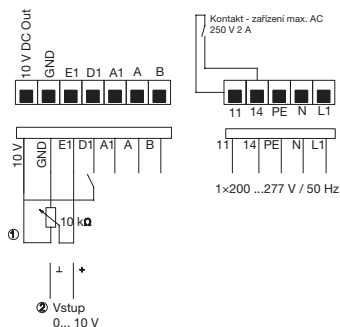 10 V DC Out
GND
E1
D1
A1
A
B
Kontakt - zařízení max. AC
250 V 2 A
11
14
PE
N
L1
10 V
GND
E1
D1
A1
A
B
11
14
PE
N
L1
1×200 ...277 V / 50 Hz
10 kΩ
①
⊥
+
② Vstup
0... 10 V